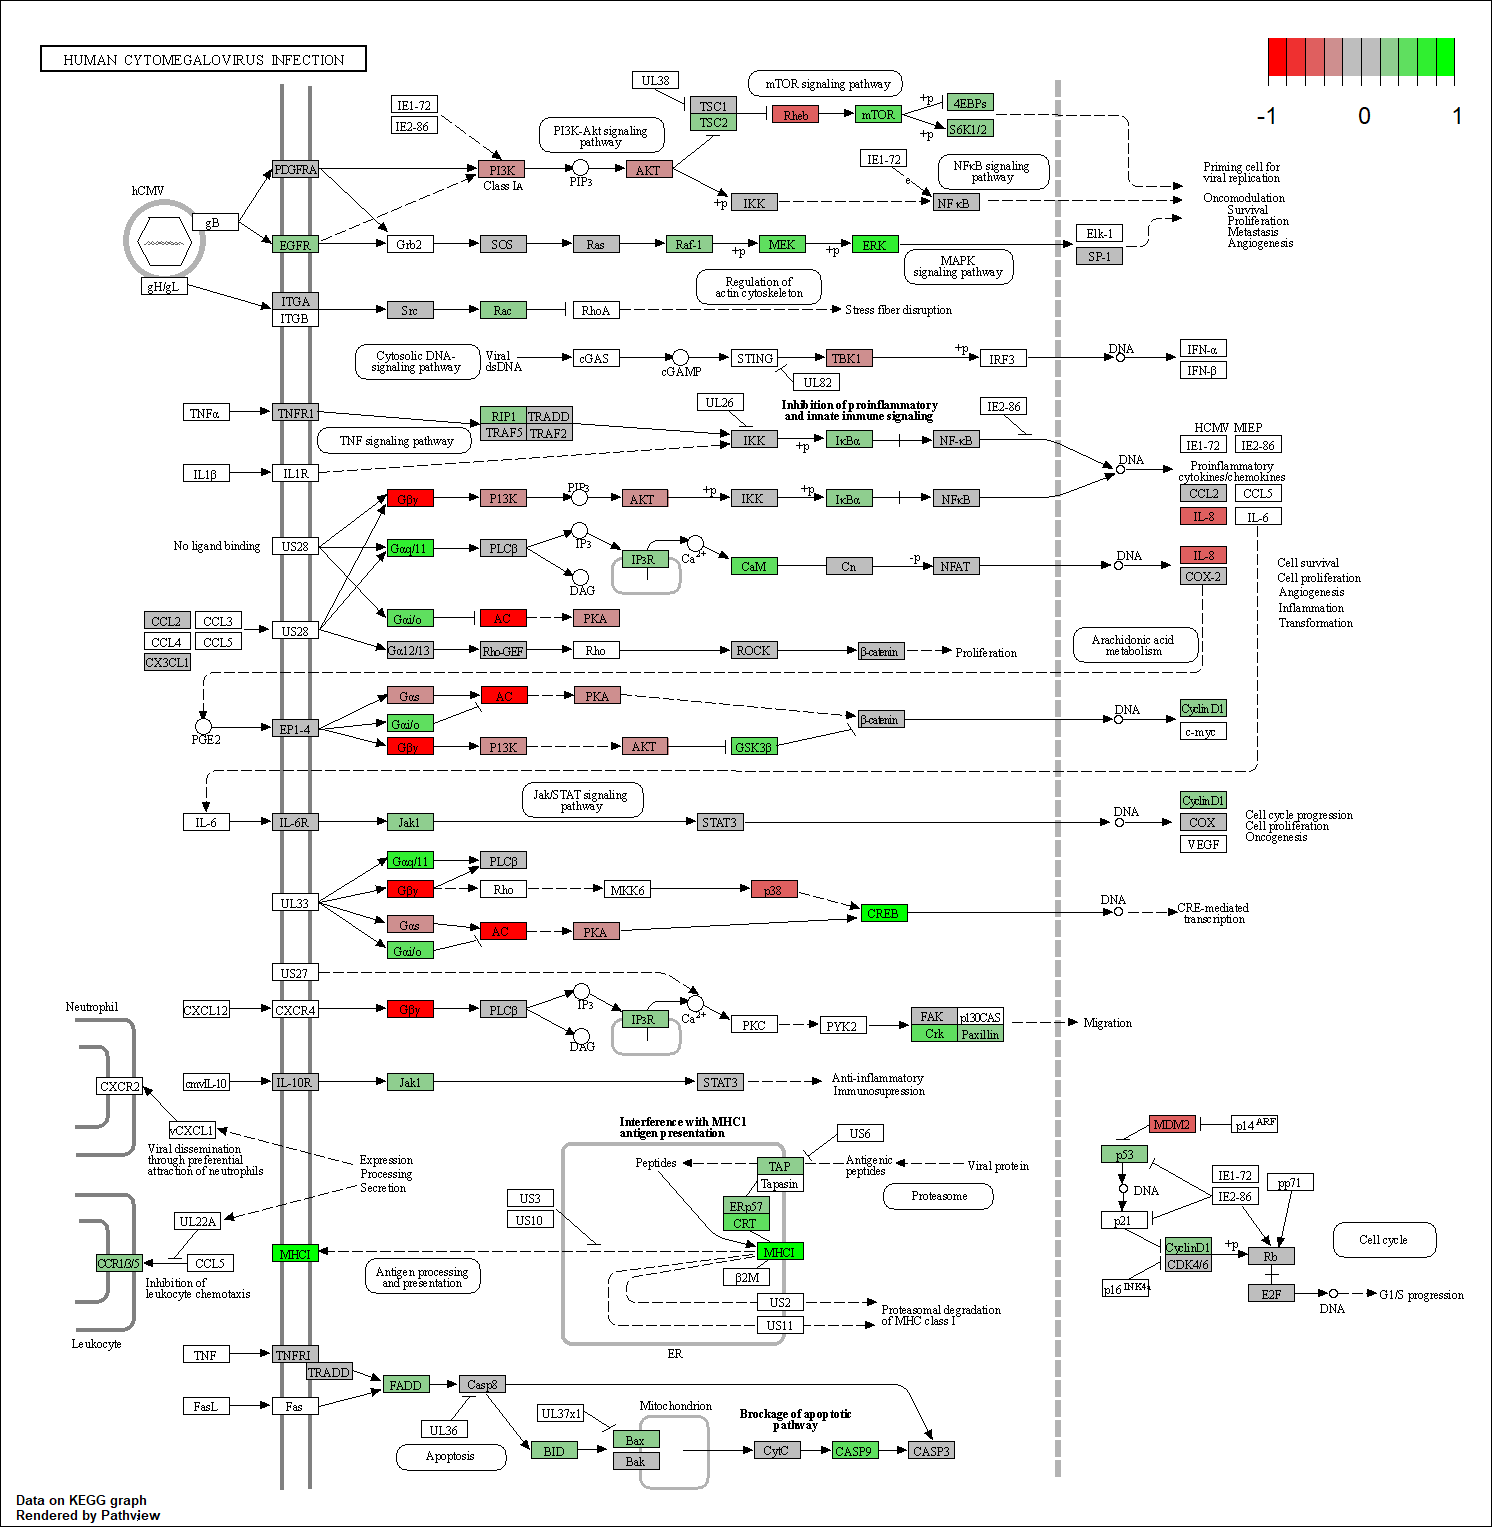 HUMAN CYTOMEGALOVIRUS INFECTION
-1 0 1
UL38
mTOR signaling pathway
IE1-72
IE2-86
TSC1
TSC2
Rheb
mTOR
+p
4EBPs
S6K1/2
+p
PI3K-Akt signaling
pathway
PDGFRA
PI3K
Class IA
PIP3
AKT
IE1-72
e
NFκB signaling
pathway
+p
IKK
NFκB
Priming cell for
viral replication
Oncomodulation
Survival
Proliferation
Metastasis
Angiogenesis
hCMV
gB
EGFR
Grb2
SOS
Ras
Raf-1
+p
MEK
+p
ERK
Elk-1
SP-1
MAPK
signaling pathway
gH/gL
Regulation of
actin cytoskeleton
ITGA
ITGB
Src
Rac
RhoA
Stress fiber disruption
Cytosolic DNA-
signaling pathway
Viral
dsDNA
cGAS
cGAMP
STING
UL82
TBK1
+p
IRF3
DNA
IFN-α
IFN-β
UL26
Inhibition of proinflammatory
and innate immune signaling
IE2-86
TNFα
TNFR1
TNF signaling pathway
RIP1
TRADD
TRAF5
TRAF2
IKK
+p
IκBα
NF-κB
HCMV MIEP
IE1-72
IE2-86
IL1β
IL1R
DNA
Proinflammatory
cytokines/chemokines
CCL2
CCL5
IL-8
IL-6
Gβγ
P13K
PIP3
AKT
+p
IKK
+p
IκBα
NFκB
No ligand binding
US28
Gαq/11
PLCβ
IP3
DAG
IP3R
Ca2+
CaM
Cn
-p
NFAT
DNA
IL-8
COX-2
Cell survival
Cell proliferation
Angiogenesis
Inflammation
Transformation
CCL2
CCL3
CCL4
CCL5
CX3CL1
US28
Gαi/o
AC
PKA
Gα12/13
Rho-GEF
Rho
ROCK
β-catenin
Proliferation
Arachidonic acid
metabolism
PGE2
EP1-4
Gαs
AC
PKA
Gαi/o
Gβγ
P13K
AKT
GSK3β
β-catenin
DNA
CyclinD1
c-myc
Jak/STAT signaling
pathway
IL-6
IL-6R
Jak1
STAT3
DNA
CyclinD1
COX
VEGF
Cell cycle progression
Cell proliferation
Oncogenesis
UL33
Gαq/11
PLCβ
Gβγ
Rho
MKK6
p38
Gαs
AC
PKA
Gαi/o
CREB
DNA
CRE-mediated
transcription
US27
Neutrophil
CXCL12
CXCR4
Gβγ
PLCβ
IP3
DAG
IP3R
Ca2+
PKC
PYK2
FAK
p130CAS
Crk
Paxillin
Migration
CXCR2
cmvIL-10
IL-10R
Jak1
STAT3
Anti-inflammatory
Immunosupression
vCXCL1
Viral dissemination
through preferential
attraction of neutrophils
Expression
Processing
Secretion
Interference with MHC1
antigen presentation
US6
Peptides
TAP
Tapasin
Antigenic
peptides
Viral protein
Proteasome
ERp57
CRT
US3
US10
MHCI
MHCI
β2M
US2
US11
Proteasomal degradation
of MHC class I
ER
Antigen processing
and presentation
UL22A
CCR1/3/5
CCL5
Inhibition of
leukocyte chemotaxis
Leukocyte
MDM2
p14ARF
p53
DNA
p21
IE1-72
IE2-86
pp71
p16INK4a
CyclinD1
CDK4/6
+p
Rb
E2F
DNA
G1/S progression
Cell cycle
TNF
TNFRI
TRADD
FasL
Fas
FADD
Casp8
UL36
Apoptosis
BID
UL37x1
Mitochondrion
Bax
Bak
Brockage of apoptotic
pathway
CytC
CASP9
CASP3
Data on KEGG graph
Rendered by Pathview